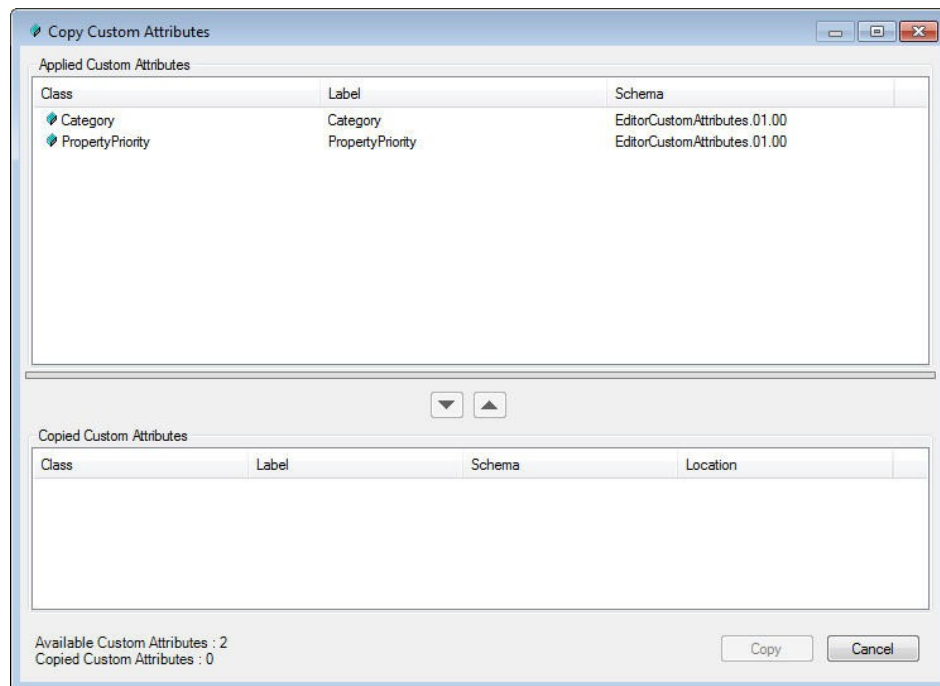 Copy Custom Attributes
Applied Custom Attributes
Class Label Schema
Category Category EditorCustomAttributes.01.00
PropertyPriority PropertyPriority EditorCustomAttributes.01.00
Copied Custom Attributes
Class Label Schema Location
Available Custom Attributes : 2
Copied Custom Attributes : 0
Copy Cancel